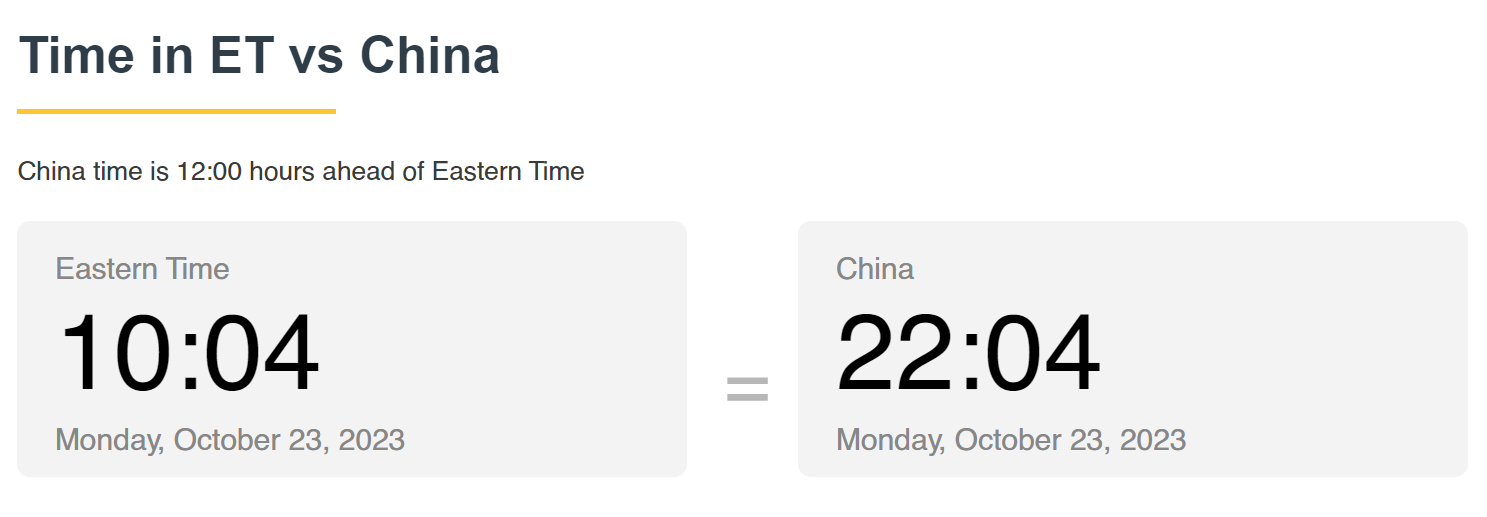 Time in ET vs China
China time is 12:00 hours ahead of Eastern Time
Eastern Time
10:04
Monday, October 23, 2023
=
China
22:04
Monday, October 23, 2023